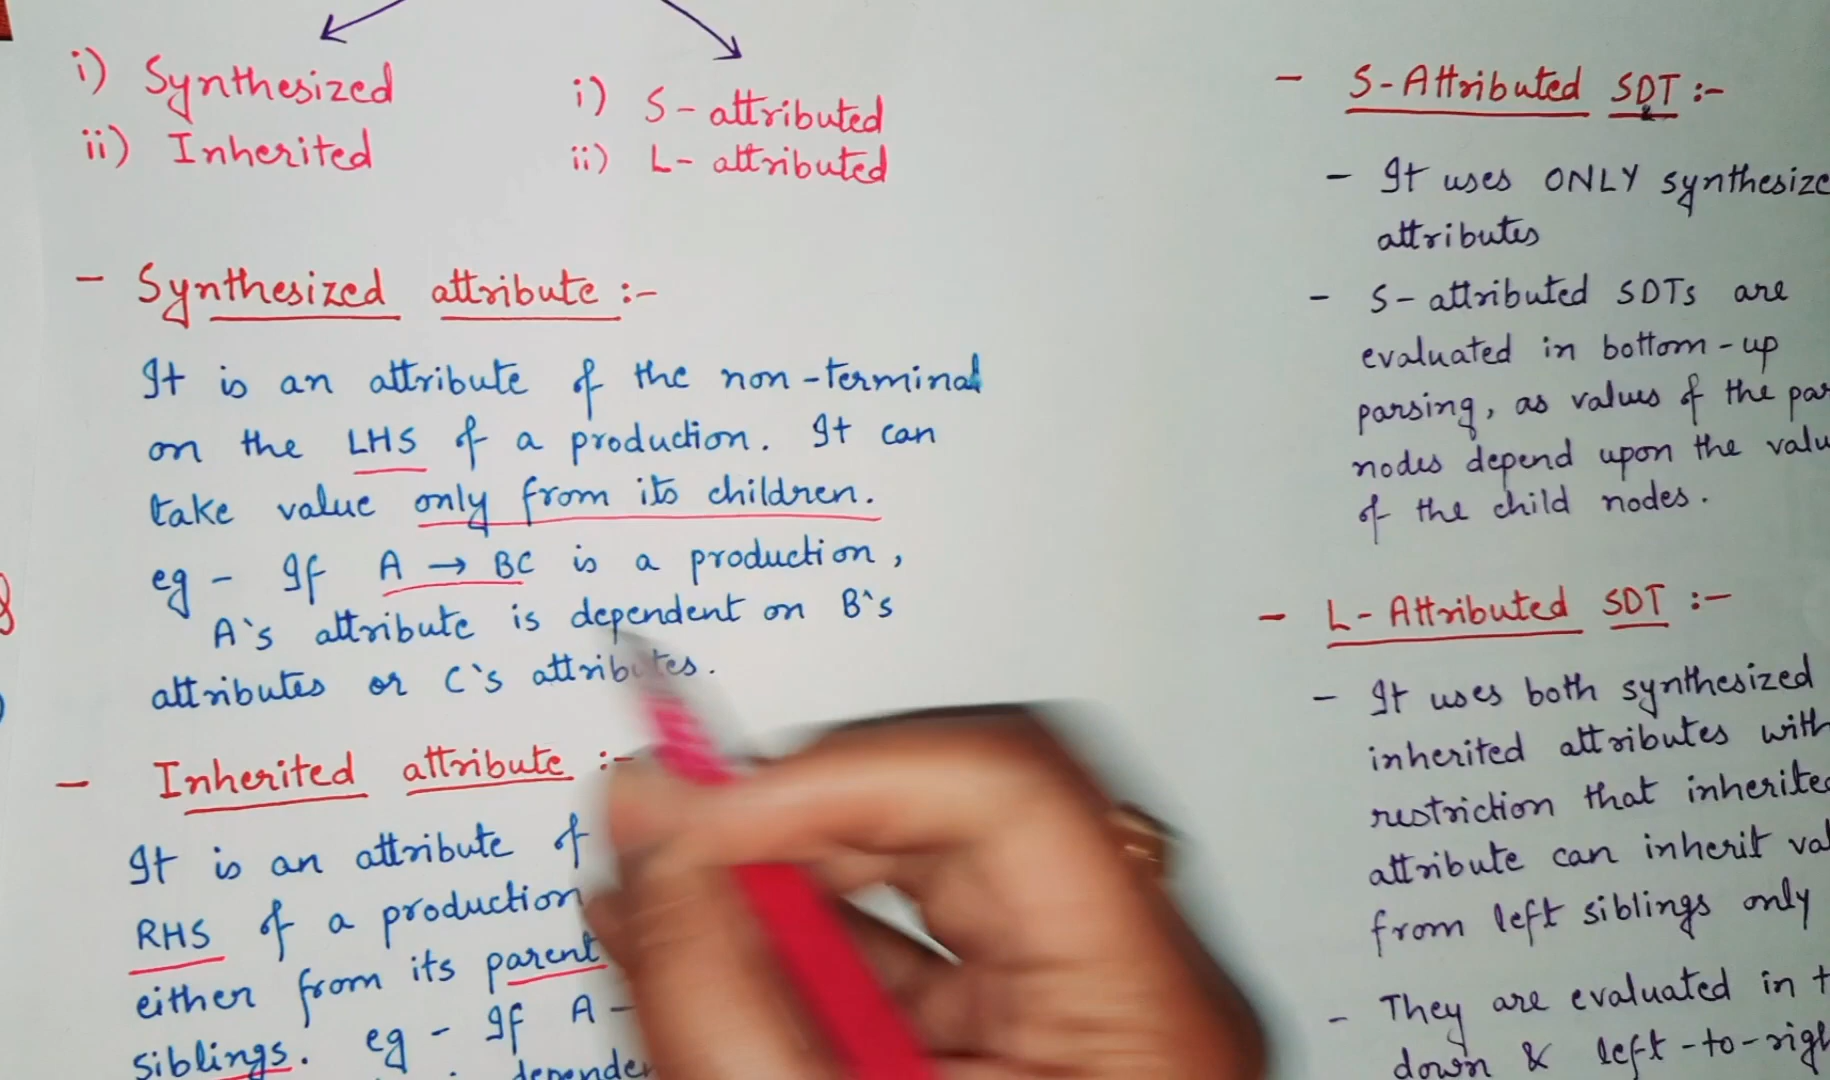 i) Synthesized
ii) Inherited
i) S - attributed
ii) L - attributed
- Synthesized attribute :-
It is an attribute of the non-terminal
on the LHS of a production. It can
take value only from its children.
eg - If A → BC is a production,
A's attribute is dependent on B's
attributes or C's attributes.
- Inherited attribute :-
It is an attribute of
RHS of a production
either from its parent
siblings. eg - If A -
- S-Attributed SDT :-
- It uses ONLY
attributes
- S-attributed SDTs are
evaluated in bottom-up
parsing, as values of the
nodes depend upon the
of the child nodes.
- L-Attributed SDT :-
- It uses both synthesized
inherited attributes with
restriction that
attribute can inherit
from left siblings only
- They are evaluated in
down & left-to-